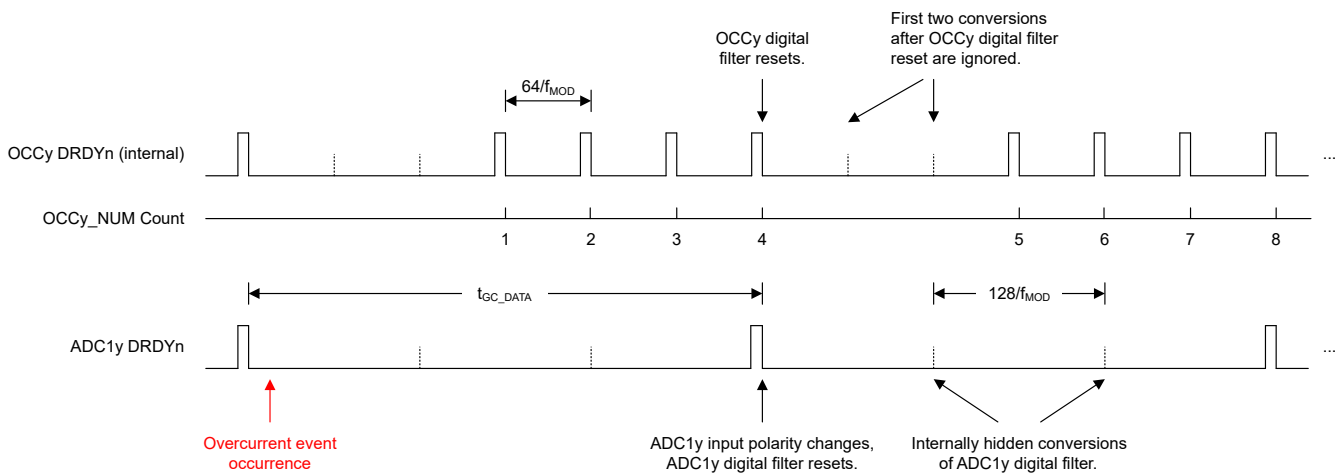 OCCy digital
filter resets.
First two conversions
after OCCy digital filter
reset are ignored.
64/fMOD
OCCy DRDYn (internal)
...
OCCy_NUM Count
1 2 3 4 5 6 7 8
tGC_DATA
128/fMOD
ADC1y DRDYn
...
Overcurrent event
occurrence
ADC1y input polarity changes,
ADC1y digital filter resets.
Internally hidden conversions
of ADC1y digital filter.